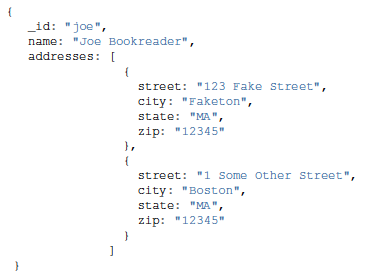 {
   _id: "joe",
   name: "Joe Bookreader",
   addresses: [
                {
                  street: "123 Fake Street",
                  city: "Faketon",
                  state: "MA",
                  zip: "12345"
                },
                {
                  street: "1 Some Other Street",
                  city: "Boston",
                  state: "MA",
                  zip: "12345"
                }
              ]
 }